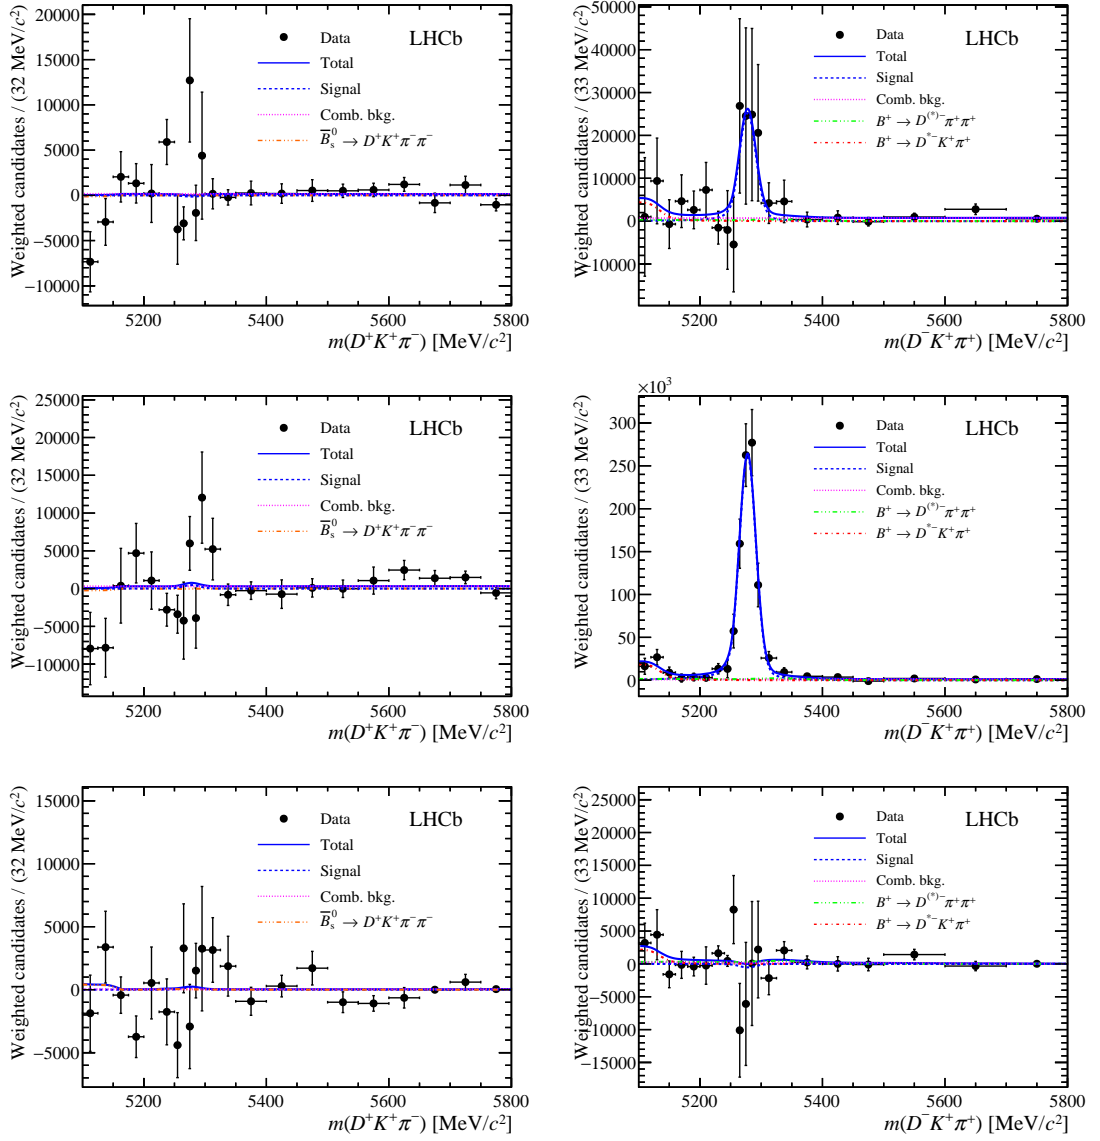 Weighted candidates / (32 MeV/c²)
20000
15000
10000
5000
0
−5000
−10000
LHCb
Data
Total
Signal
Comb. bkg.
B̅⁰ₛ → D⁺K⁺π⁻π⁻
5200 5400 5600 5800
m(D⁺K⁺π⁻) [MeV/c²]
Weighted candidates / (33 MeV/c²)
50000
40000
30000
20000
10000
0
−10000
LHCb
Data
Total
Signal
Comb. bkg.
B⁺ → D⁽*⁾⁻π⁺π⁺
B⁺ → D*⁻K⁺π⁺
5200 5400 5600 5800
m(D⁻K⁺π⁺) [MeV/c²]
Weighted candidates / (32 MeV/c²)
25000
20000
15000
10000
5000
0
−5000
−10000
LHCb
Data
Total
Signal
Comb. bkg.
B̅⁰ₛ → D⁺K⁺π⁻π⁻
5200 5400 5600 5800
m(D⁺K⁺π⁻) [MeV/c²]
×10³
Weighted candidates / (33 MeV/c²)
300
250
200
150
100
50
0
LHCb
Data
Total
Signal
Comb. bkg.
B⁺ → D⁽*⁾⁻π⁺π⁺
B⁺ → D*⁻K⁺π⁺
5200 5400 5600 5800
m(D⁻K⁺π⁺) [MeV/c²]
Weighted candidates / (32 MeV/c²)
15000
10000
5000
0
−5000
LHCb
Data
Total
Signal
Comb. bkg.
B̅⁰ₛ → D⁺K⁺π⁻π⁻
5200 5400 5600 5800
m(D⁺K⁺π⁻) [MeV/c²]
Weighted candidates / (33 MeV/c²)
25000
20000
15000
10000
5000
0
−5000
−10000
−15000
LHCb
Data
Total
Signal
Comb. bkg.
B⁺ → D⁽*⁾⁻π⁺π⁺
B⁺ → D*⁻K⁺π⁺
5200 5400 5600 5800
m(D⁻K⁺π⁺) [MeV/c²]